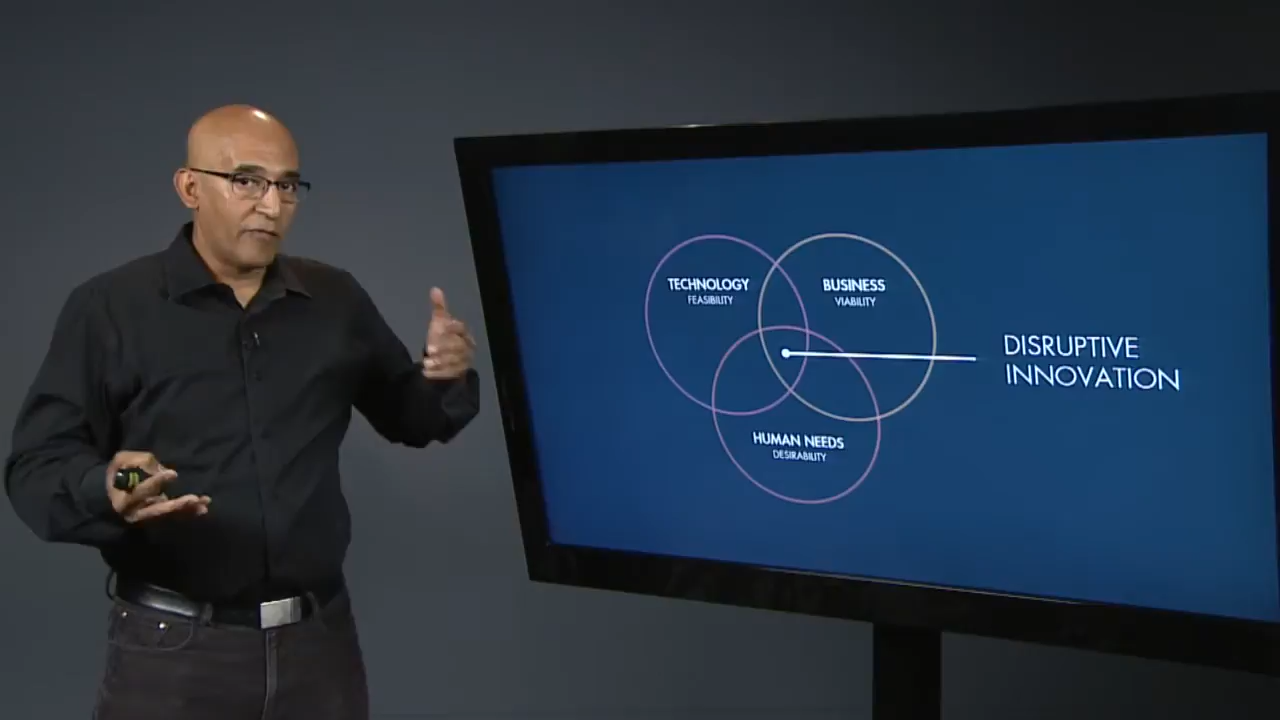 TECHNOLOGY
FEASIBILITY
BUSINESS
VIABILITY
DISRUPTIVE
INNOVATION
HUMAN NEEDS
DESIRABILITY